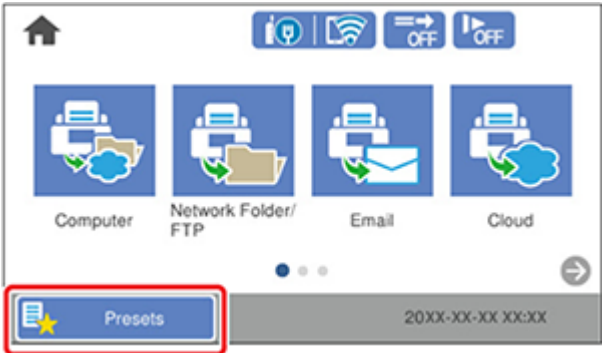 OFF
OFF
Computer
Network Folder/
FTP
Email
Cloud
Presets
20XX-XX-XX XX:XX